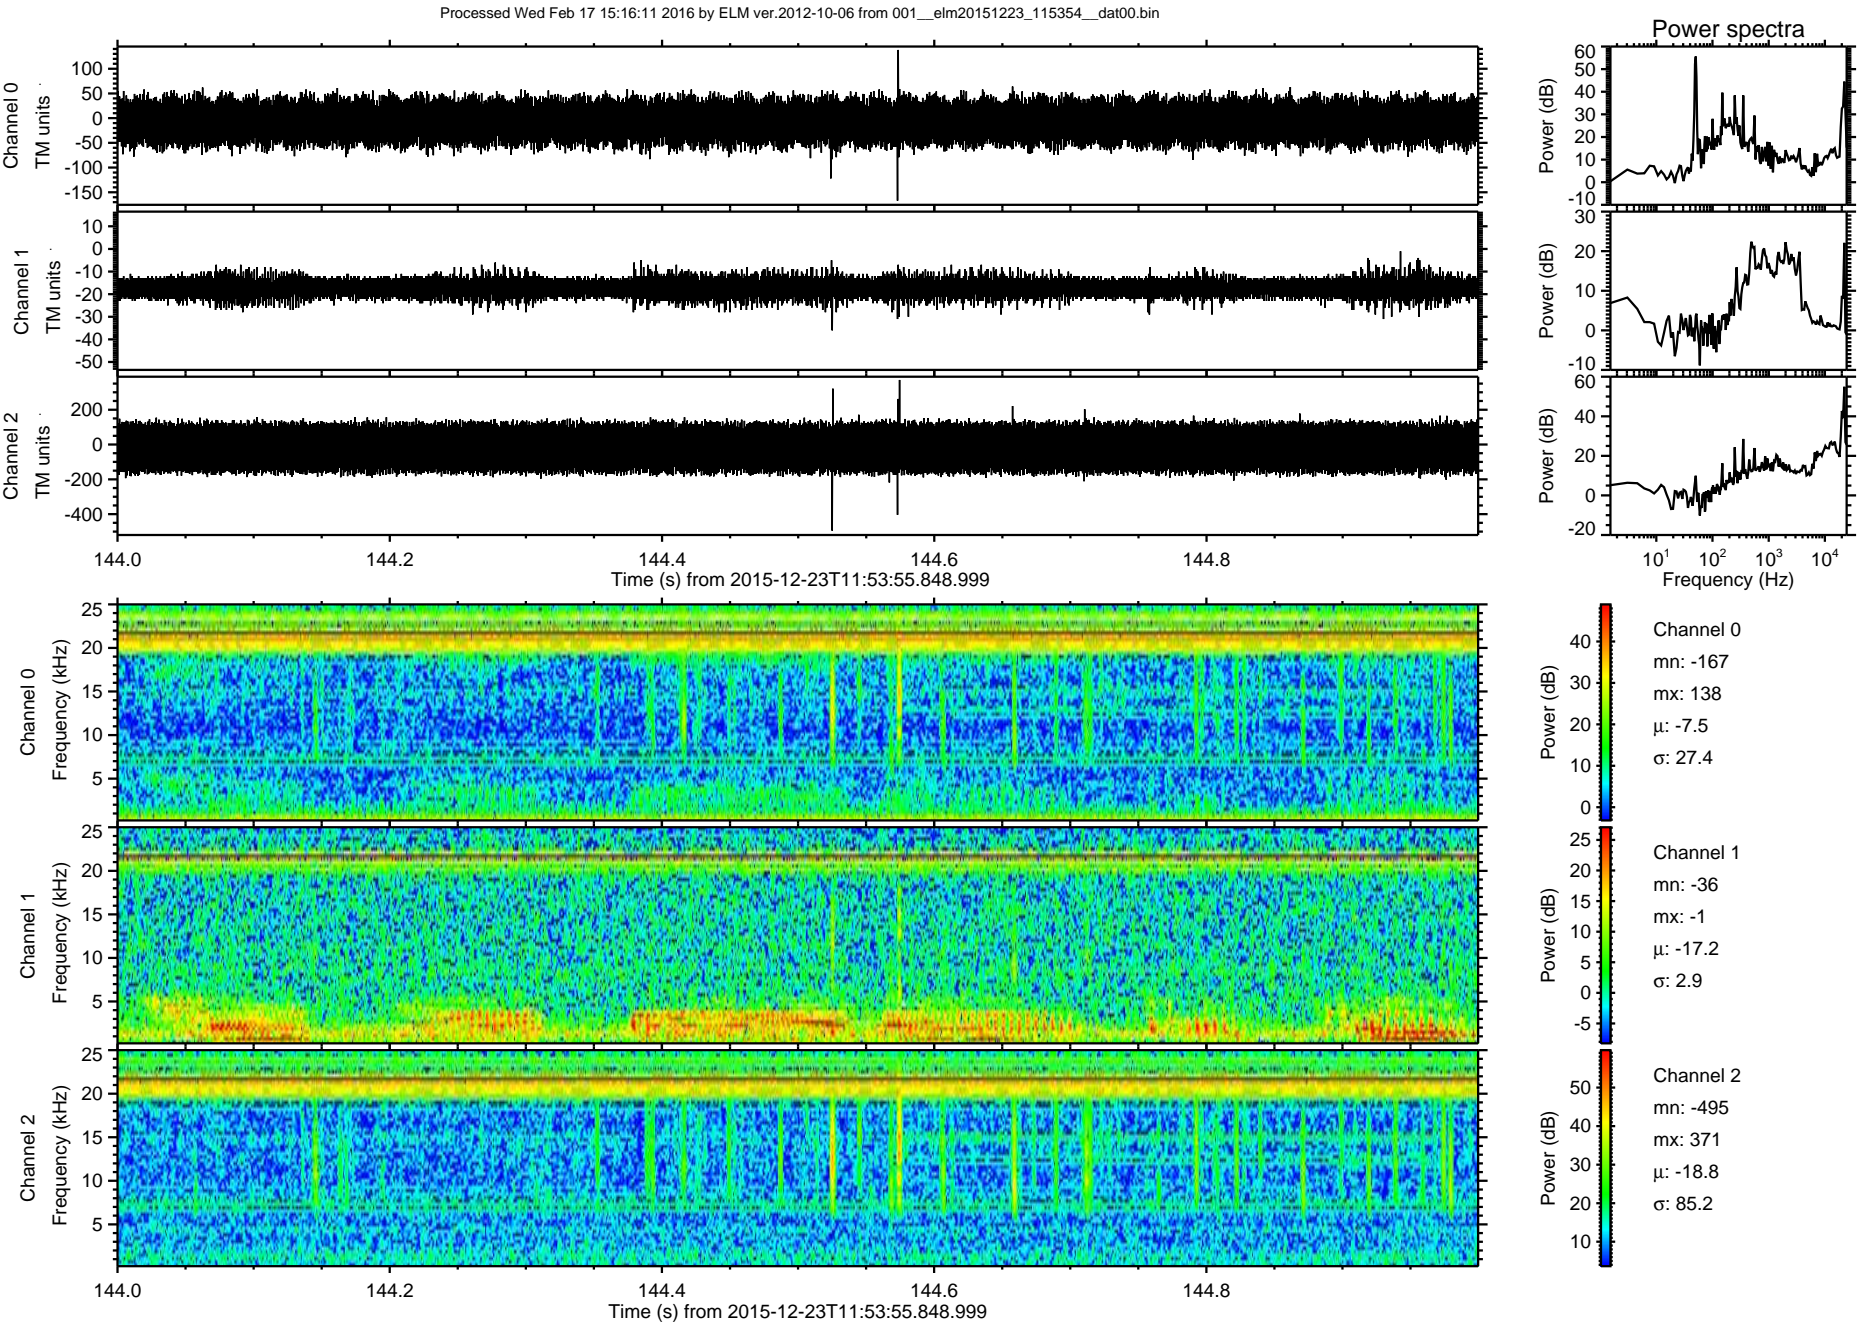 Processed Wed Feb 17 15:16:11 2016 by ELM ver.2012-10-06 from 001__elm20151223_115354__dat00.bin
Power spectra
Channel 0
TM units
100
50
0
-50
-100
-150
Power (dB)
60
50
40
30
20
10
0
-10
Channel 1
TM units
10
0
-10
-20
-30
-40
-50
Power (dB)
30
20
10
0
-10
Channel 2
TM units
200
0
-200
-400
Power (dB)
60
40
20
0
-20
144.0 144.2 144.4 144.6 144.8
Time (s) from 2015-12-23T11:53:55.848.999
10^1 10^2 10^3 10^4
Frequency (Hz)
Channel 0
Frequency (kHz)
25
20
15
10
5
Power (dB)
40
30
20
10
0
Channel 0
mn: -167
mx: 138
μ: -7.5
σ: 27.4
Channel 1
Frequency (kHz)
25
20
15
10
5
Power (dB)
25
20
15
10
5
0
-5
Channel 1
mn: -36
mx: -1
μ: -17.2
σ: 2.9
Channel 2
Frequency (kHz)
25
20
15
10
5
Power (dB)
50
40
30
20
10
Channel 2
mn: -495
mx: 371
μ: -18.8
σ: 85.2
144.0 144.2 144.4 144.6 144.8
Time (s) from 2015-12-23T11:53:55.848.999